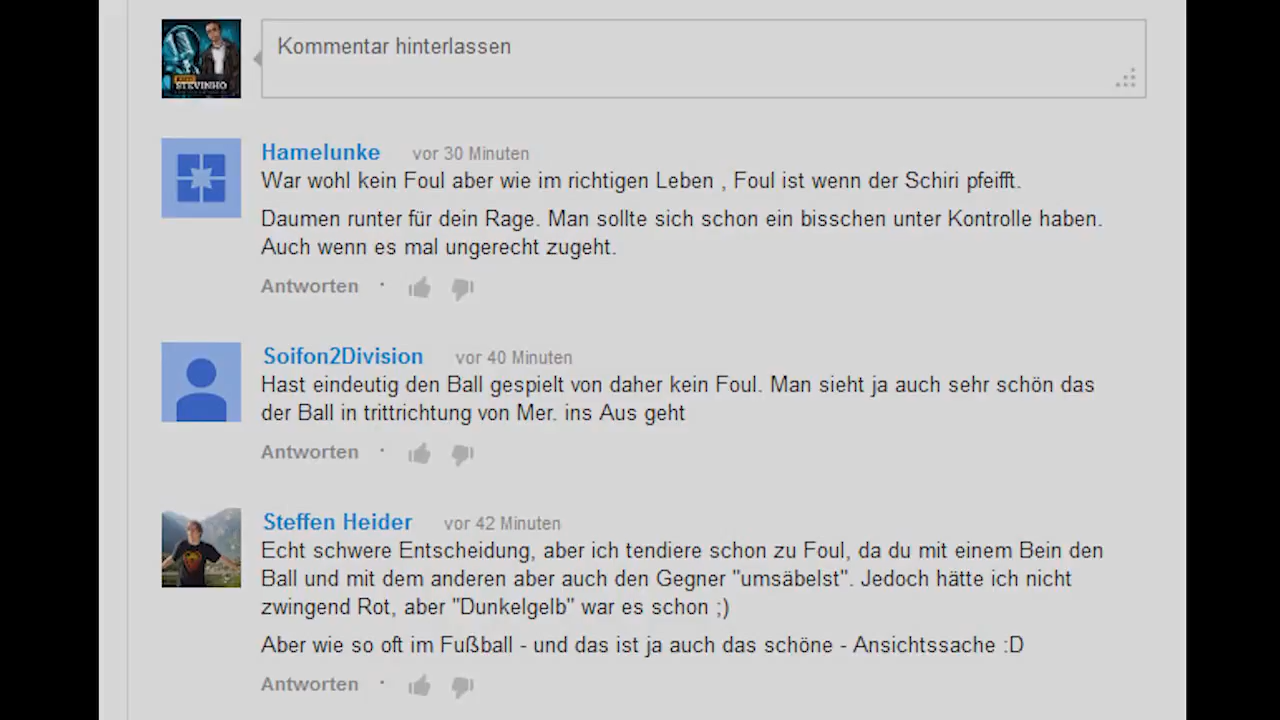 STEVINHO
Kommentar hinterlassen
Hamelunke vor 30 Minuten
War wohl kein Foul aber wie im richtigen Leben , Foul ist wenn der Schiri pfeifft.
Daumen runter für dein Rage. Man sollte sich schon ein bisschen unter Kontrolle haben.
Auch wenn es mal ungerecht zugeht.
Antworten ·
Soifon2Division vor 40 Minuten
Hast eindeutig den Ball gespielt von daher kein Foul. Man sieht ja auch sehr schön das
der Ball in trittrichtung von Mer. ins Aus geht
Antworten ·
Steffen Heider vor 42 Minuten
Echt schwere Entscheidung, aber ich tendiere schon zu Foul, da du mit einem Bein den
Ball und mit dem anderen aber auch den Gegner "umsäbelst". Jedoch hätte ich nicht
zwingend Rot, aber "Dunkelgelb" war es schon ;)
Aber wie so oft im Fußball - und das ist ja auch das schöne - Ansichtssache :D
Antworten ·